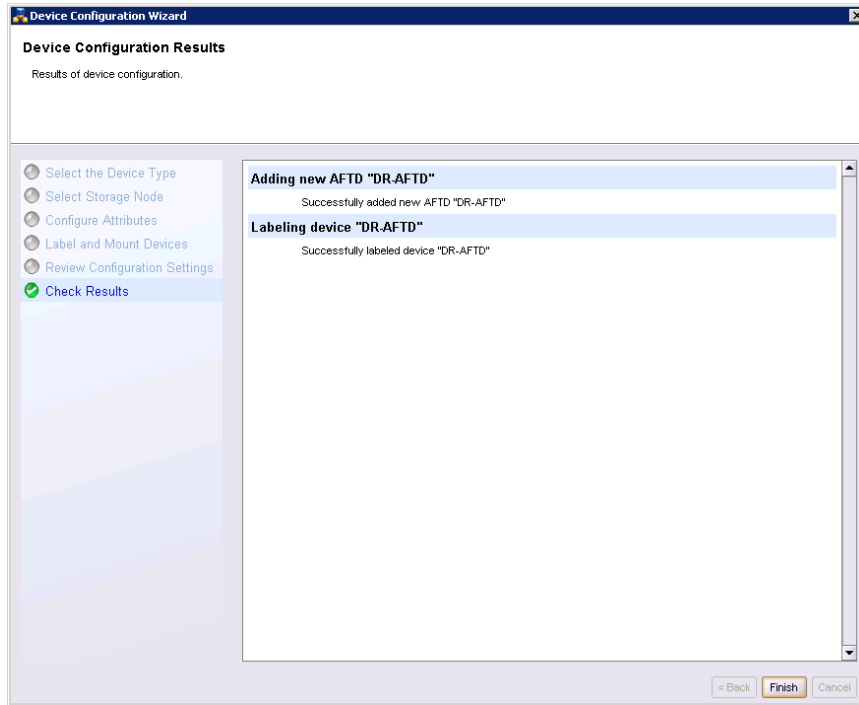 Device Configuration Wizard
Device Configuration Results
Results of device configuration.
Select the Device Type
Select Storage Node
Configure Attributes
Label and Mount Devices
Review Configuration Settings
Check Results
Adding new AFTD "DR-AFTD"
Successfully added new AFTD "DR-AFTD"
Labeling device "DR-AFTD"
Successfully labeled device "DR-AFTD"
< Back Finish Cancel